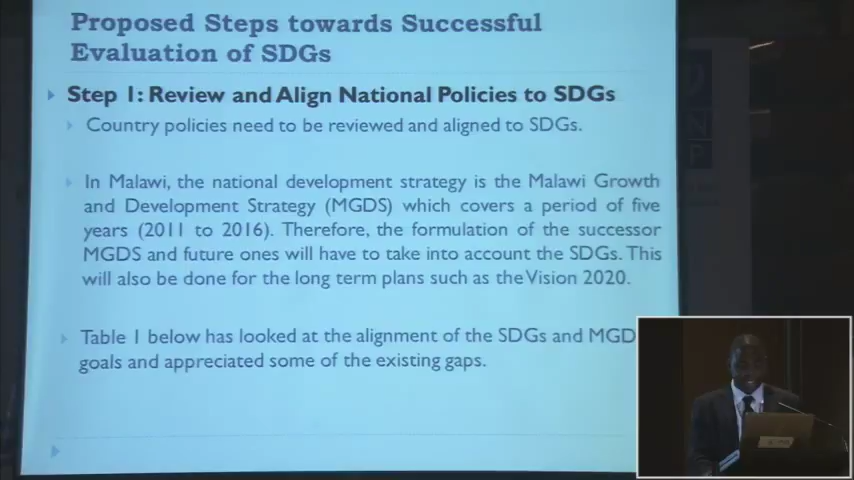 Proposed Steps towards Successful
Evaluation of SDGs
Step 1: Review and Align National Policies to SDGs
Country policies need to be reviewed and aligned to SDGs.
In Malawi, the national development strategy is the Malawi Growth
and Development Strategy (MGDS) which covers a period of five
years (2011 to 2016). Therefore, the formulation of the successor
MGDS and future ones will have to take into account the SDGs. This
will also be done for the long term plans such as the Vision 2020.
Table 1 below has looked at the alignment of the SDGs and MGD
goals and appreciated some of the existing gaps.